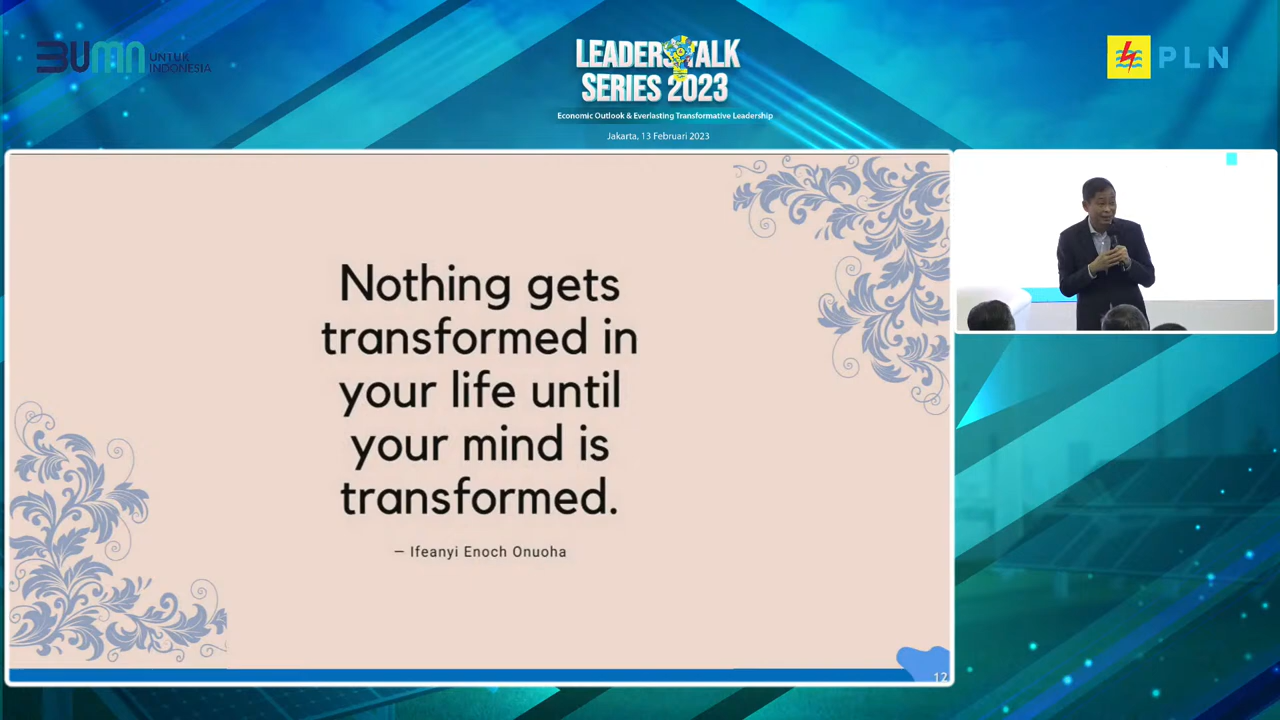 BUMN UNTUK INDONESIA
LEADERSTALK
SERIES 2023
Economic Outlook & Everlasting Transformative Leadership
Jakarta, 13 Februari 2023
PLN
Nothing gets
transformed in
your life until
your mind is
transformed.
— Ifeanyi Enoch Onuoha
12